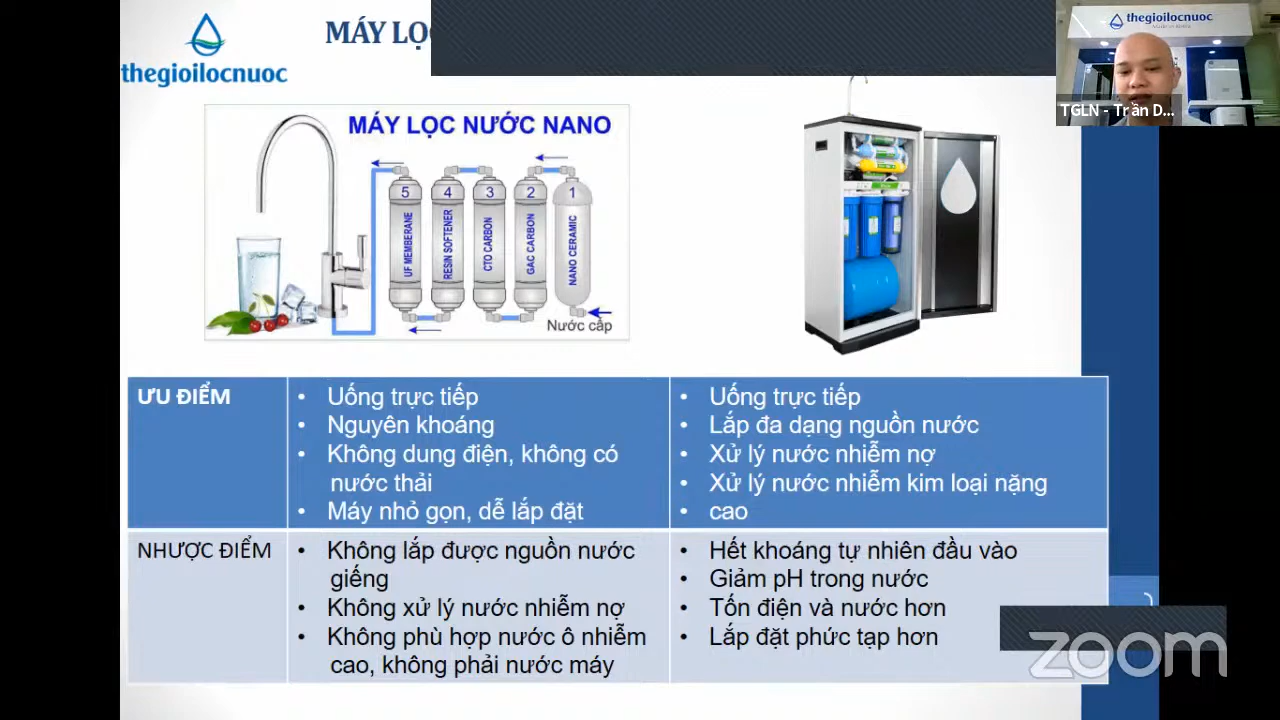 thegioilocnuoc
MÁY LỌC
thegioilocnuoc
TGLN - Trần D...
MÁY LỌC NƯỚC NANO
5
4
3
2
1
UF MEMBERANE
RESIN SOFTENER
CTO CARBON
GAC CARBON
NANO CERAMIC
Nước cấp
ƯU ĐIỂM
• Uống trực tiếp
• Nguyên khoáng
• Không dung điện, không có
nước thải
• Máy nhỏ gọn, dễ lắp đặt
• Uống trực tiếp
• Lắp đa dạng nguồn nước
• Xử lý nước nhiễm nợ
• Xử lý nước nhiễm kim loại nặng
• cao
NHƯỢC ĐIỂM
• Không lắp được nguồn nước
giếng
• Không xử lý nước nhiễm nợ
• Không phù hợp nước ô nhiễm
cao, không phải nước máy
• Hết khoáng tự nhiên đầu vào
• Giảm pH trong nước
• Tốn điện và nước hơn
• Lắp đặt phức tạp hơn
zoom